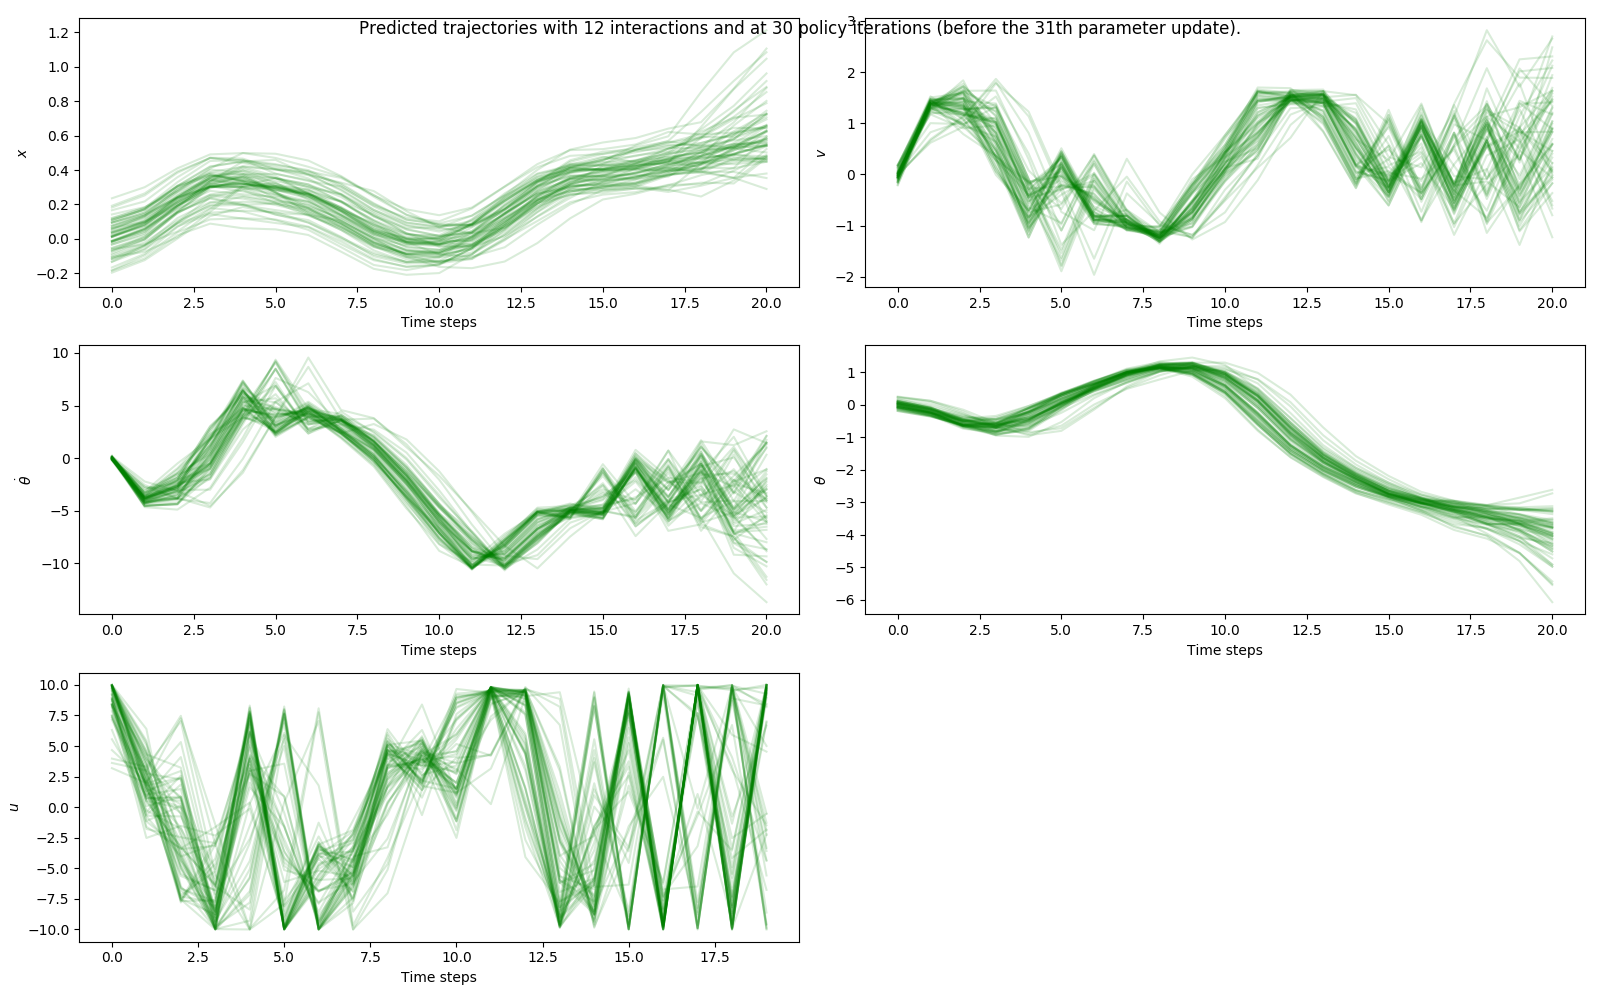 Predicted trajectories with 12 interactions and at 30 policy iterations (before the 31th parameter update).
1.2
1.0
0.8
0.6
0.4
0.2
0.0
−0.2
x
0.0 2.5 5.0 7.5 10.0 12.5 15.0 17.5 20.0
Time steps
3
2
1
0
−1
−2
v
0.0 2.5 5.0 7.5 10.0 12.5 15.0 17.5 20.0
Time steps
10
5
0
−5
−10
θ̇
0.0 2.5 5.0 7.5 10.0 12.5 15.0 17.5 20.0
Time steps
1
0
−1
−2
−3
−4
−5
−6
θ
0.0 2.5 5.0 7.5 10.0 12.5 15.0 17.5 20.0
Time steps
10.0
7.5
5.0
2.5
0.0
−2.5
−5.0
−7.5
−10.0
u
0.0 2.5 5.0 7.5 10.0 12.5 15.0 17.5
Time steps